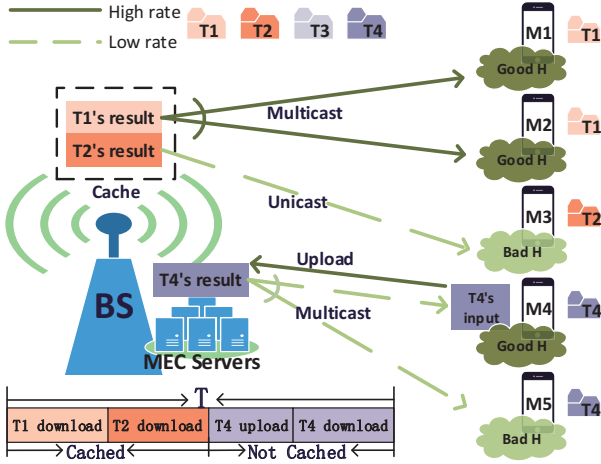 High rate
Low rate
T1 T2 T3 T4
M1 T1
Good H
T1's result
Multicast
M2 T1
T2's result
Good H
Cache
Unicast
M3 T2
Bad H
Upload
T4's result
T4's input
M4 T4
BS
Multicast
Good H
MEC Servers
T
M5 T4
T1 download T2 download T4 upload T4 download
Bad H
Cached Not Cached